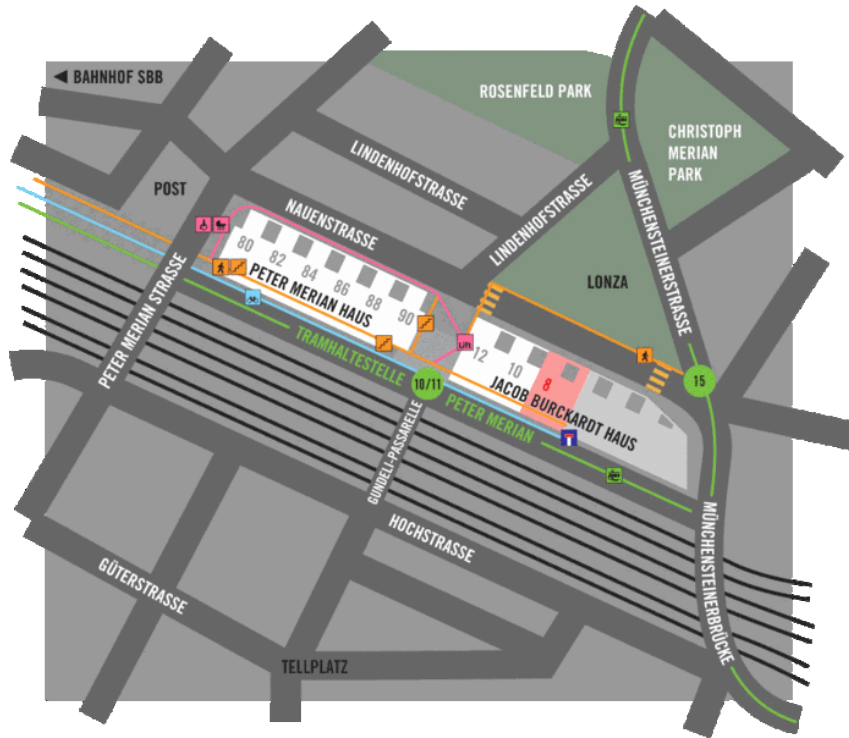 ◄ BAHNHOF SBB
ROSENFELD PARK
CHRISTOPH
MERIAN
PARK
LINDENHOFSTRASSE
POST
NAUENSTRASSE
LINDENHOFSTRASSE
MÜNCHENSTEINERSTRASSE
80
82
84
86
88
90
PETER MERIAN HAUS
LONZA
PETER MERIAN STRASSE
TRAMHALTESTELLE
10/11
PETER MERIAN
Lift
12
10
8
JACOB BURCKARDT HAUS
15
GUNDELI-PASSARELLE
HOCHSTRASSE
MÜNCHENSTEINERBRÜCKE
GÜTERSTRASSE
TELLPLATZ